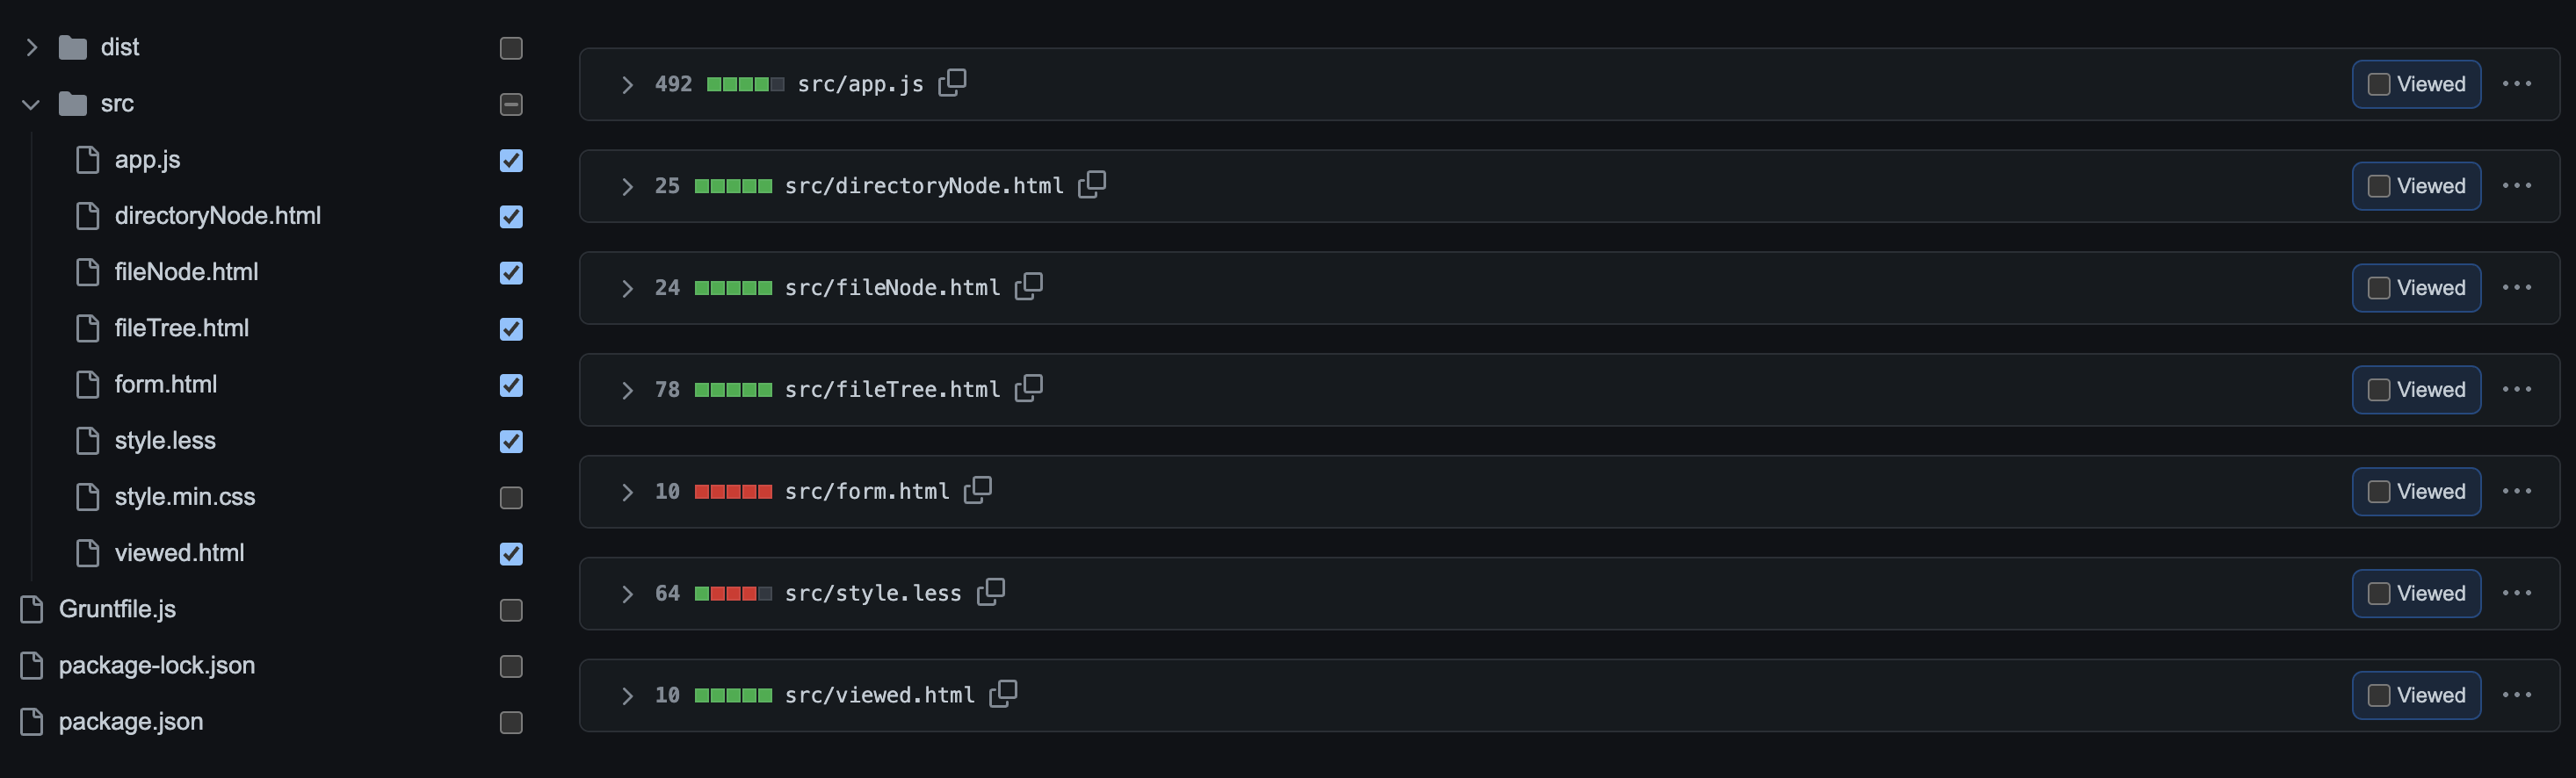 dist
src
app.js
directoryNode.html
fileNode.html
fileTree.html
form.html
style.less
style.min.css
viewed.html
Gruntfile.js
package-lock.json
package.json
492 src/app.js Viewed
25 src/directoryNode.html Viewed
24 src/fileNode.html Viewed
78 src/fileTree.html Viewed
10 src/form.html Viewed
64 src/style.less Viewed
10 src/viewed.html Viewed